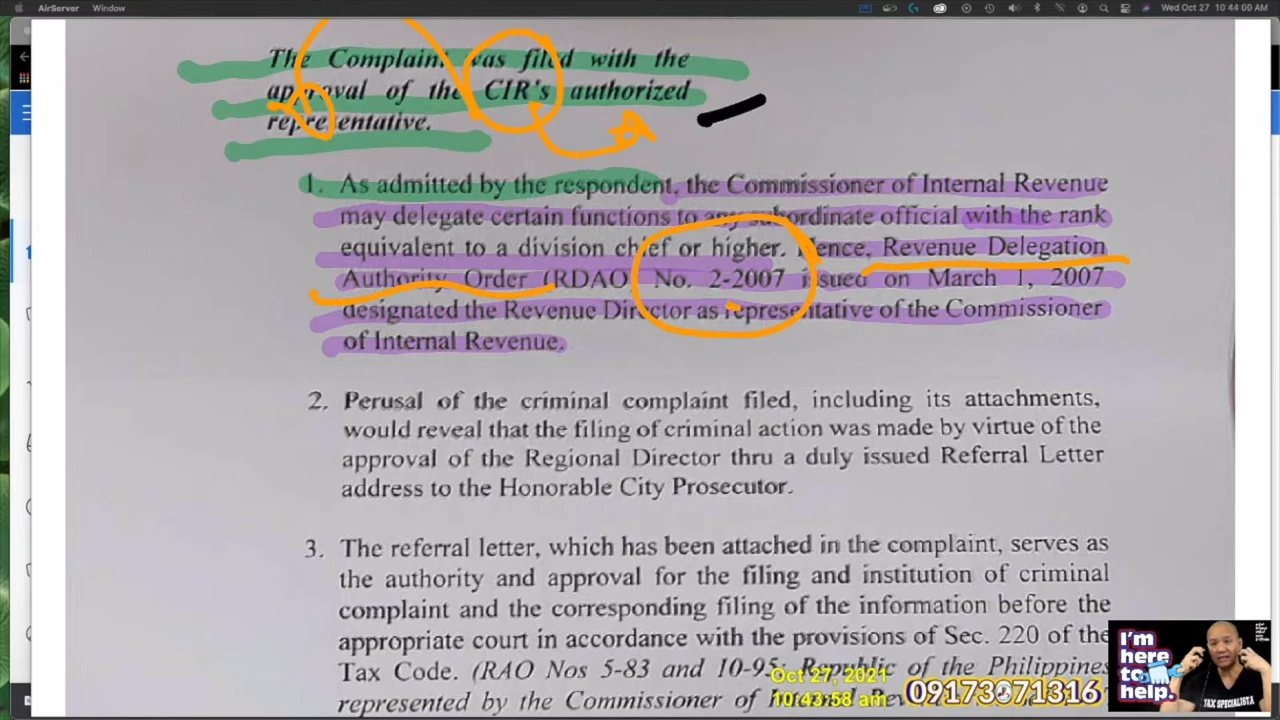 AirServer Window Wed Oct 27 10:44:00 AM
The Complaint was filed with the
approval of the CIR's authorized
representative.
1. As admitted by the respondent, the Commissioner of Internal Revenue
may delegate certain functions to any subordinate official with the rank
equivalent to a division chief or higher. Hence, Revenue Delegation
Authority Order (RDAO) No. 2-2007 issued on March 1, 2007
designated the Revenue Director as representative of the Commissioner
of Internal Revenue.
2. Perusal of the criminal complaint filed, including its attachments,
would reveal that the filing of criminal action was made by virtue of the
approval of the Regional Director thru a duly issued Referral Letter
address to the Honorable City Prosecutor.
3. The referral letter, which has been attached in the complaint, serves as
the authority and approval for the filing and institution of criminal
complaint and the corresponding filing of the information before the
appropriate court in accordance with the provisions of Sec. 220 of the
Tax Code. (RAO Nos 5-83 and 10-95; Republic of the Philippines
represented by the Commissioner of Internal
Oct 27, 2021
10:43:58 am
09173071316
I'm
here
to
help.
TAX SPECIALISTA